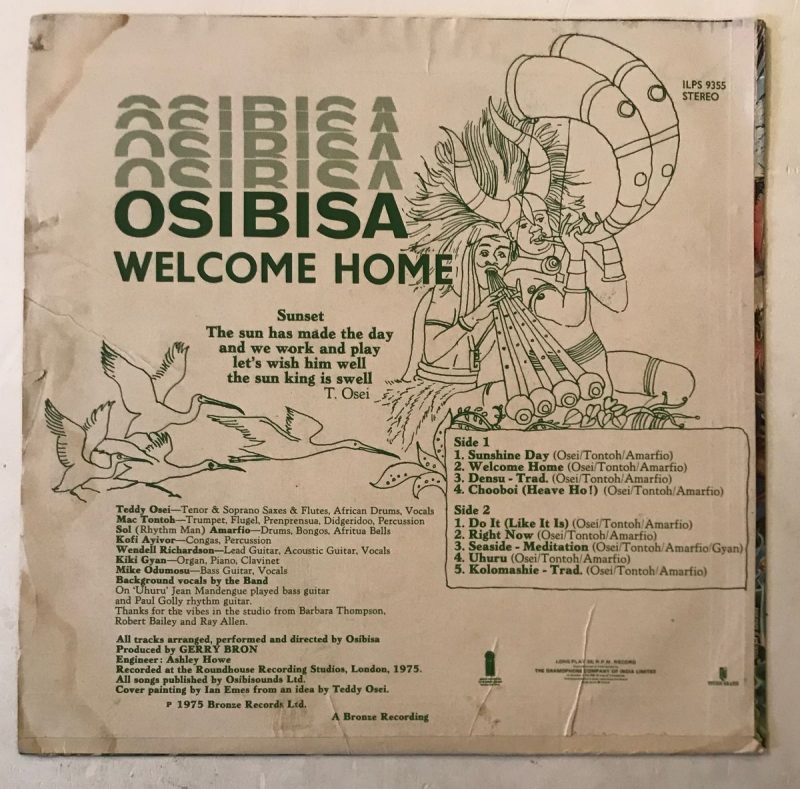 ILPS 9355
STEREO
OSIBISA
OSIBISA
OSIBISA
OSIBISA
WELCOME HOME
Sunset
The sun has made the day
and we work and play
let's wish him well
the sun king is swell
T. Osei
Side 1
1. Sunshine Day (Osei/Tontoh/Amarfio)
2. Welcome Home (Osei/Tontoh/Amarfio)
3. Densu - Trad. (Osei/Tontoh/Amarfio)
4. Chooboi (Heave Ho!) (Osei/Tontoh/Amarfio)
Side 2
1. Do It (Like It Is) (Osei/Tontoh/Amarfio)
2. Right Now (Osei/Tontoh/Amarfio)
3. Seaside - Meditation (Osei/Tontoh/Amarfio/Gyan)
4. Uhuru (Osei/Tontoh/Amarfio)
5. Kolomashie - Trad. (Osei/Tontoh/Amarfio)
Teddy Osei—Tenor & Soprano Saxes & Flutes, African Drums, Vocals
Mac Tontoh—Trumpet, Flugel, Prenprensua, Didgeridoo, Percussion
Sol (Rhythm Man) Amarfio—Drums, Bongos, Afritua Bells
Kofi Ayivor—Congas, Percussion
Wendell Richardson—Lead Guitar, Acoustic Guitar, Vocals
Kiki Gyan—Organ, Piano, Clavinet
Mike Odumosu—Bass Guitar, Vocals
Background vocals by the Band
On 'Uhuru' Jean Mandengue played bass guitar
and Paul Golly rhythm guitar.
Thanks for the vibes in the studio from Barbara Thompson,
Robert Bailey and Ray Allen.
All tracks arranged, performed and directed by Osibisa
Produced by GERRY BRON
Engineer: Ashley Howe
Recorded at the Roundhouse Recording Studios, London, 1975.
All songs published by Osibisounds Ltd.
Cover painting by Ian Emes from an idea by Teddy Osei.
P 1975 Bronze Records Ltd.
A Bronze Recording
LONG PLAY 33⅓ R.P.M. RECORD
THE GRAMOPHONE COMPANY OF INDIA LIMITED